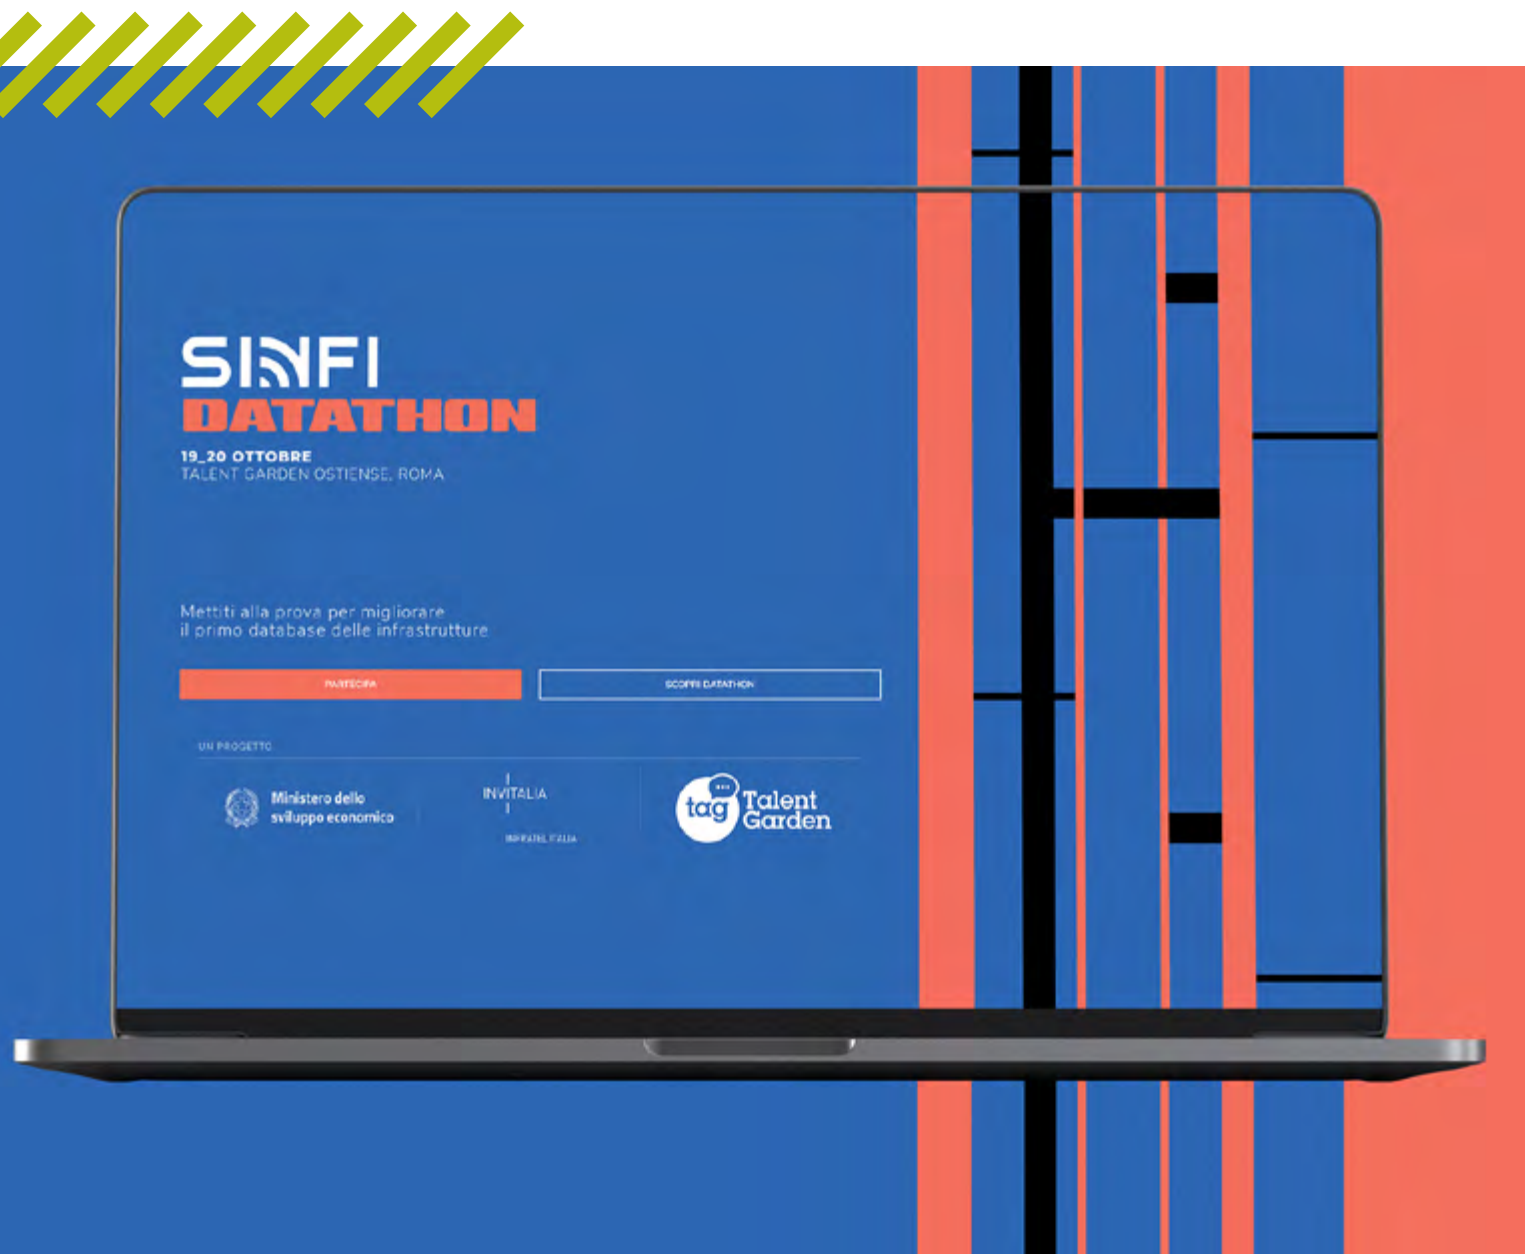 SINFI
DATATHON
19_20 OTTOBRE
TALENT GARDEN OSTIENSE, ROMA
Mettiti alla prova per migliorare
il primo database delle infrastrutture
PARTECIPA
SCOPRI DATATHON
UN PROGETTO
Ministero dello
sviluppo economico
INVITALIA
INFRATEL ITALIA
tag
Talent
Garden